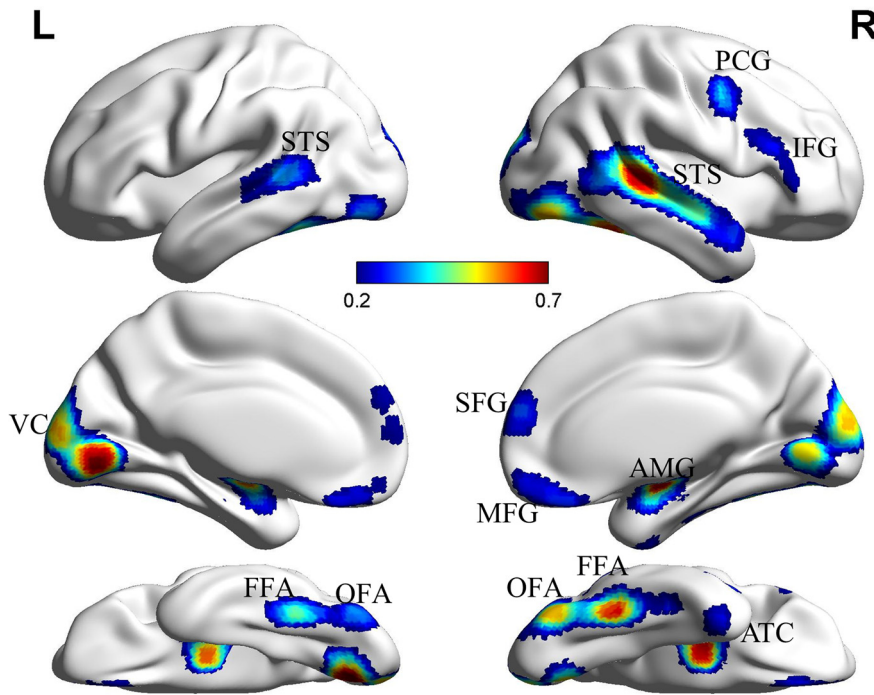 L
R
PCG
STS
IFG
STS
0.2
0.7
VC
SFG
AMG
MFG
FFA
OFA
FFA
OFA
ATC